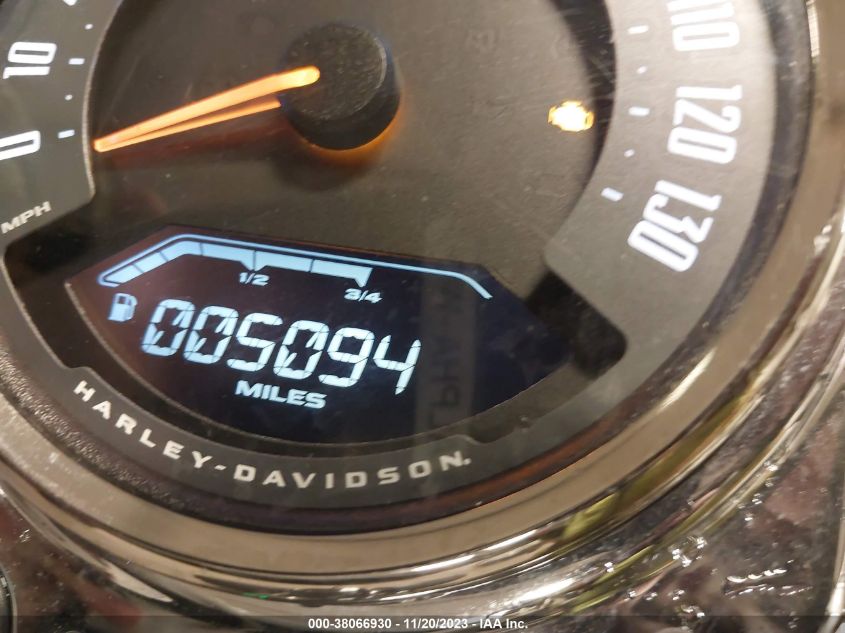 10
0
MPH
110
120
130
1/2
3/4
005094
MILES
HARLEY-DAVIDSON.
000-38066930 - 11/20/2023 - IAA Inc.